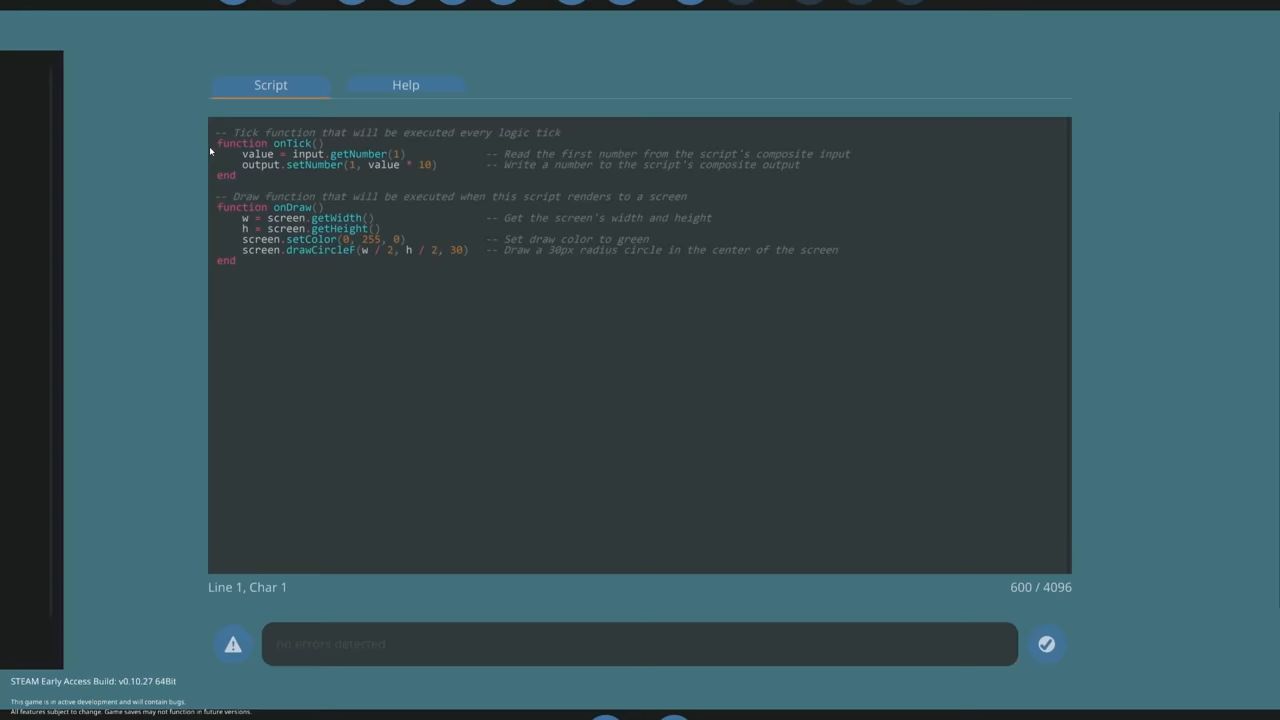 Script Help
-- Tick function that will be executed every logic tick
function onTick()
    value = input.getNumber(1)             -- Read the first number from the script's composite input
    output.setNumber(1, value * 10)        -- Write a number to the script's composite output
end
-- Draw function that will be executed when this script renders to a screen
function onDraw()
    w = screen.getWidth()                  -- Get the screen's width and height
    h = screen.getHeight()
    screen.setColor(0, 255, 0)             -- Set draw color to green
    screen.drawCircleF(w / 2, h / 2, 30)   -- Draw a 30px radius circle in the center of the screen
end
Line 1, Char 1 600 / 4096
no errors detected
STEAM Early Access Build: v0.10.27 64Bit
This game is in active development and will contain bugs.
All features subject to change. Game saves may not function in future versions.